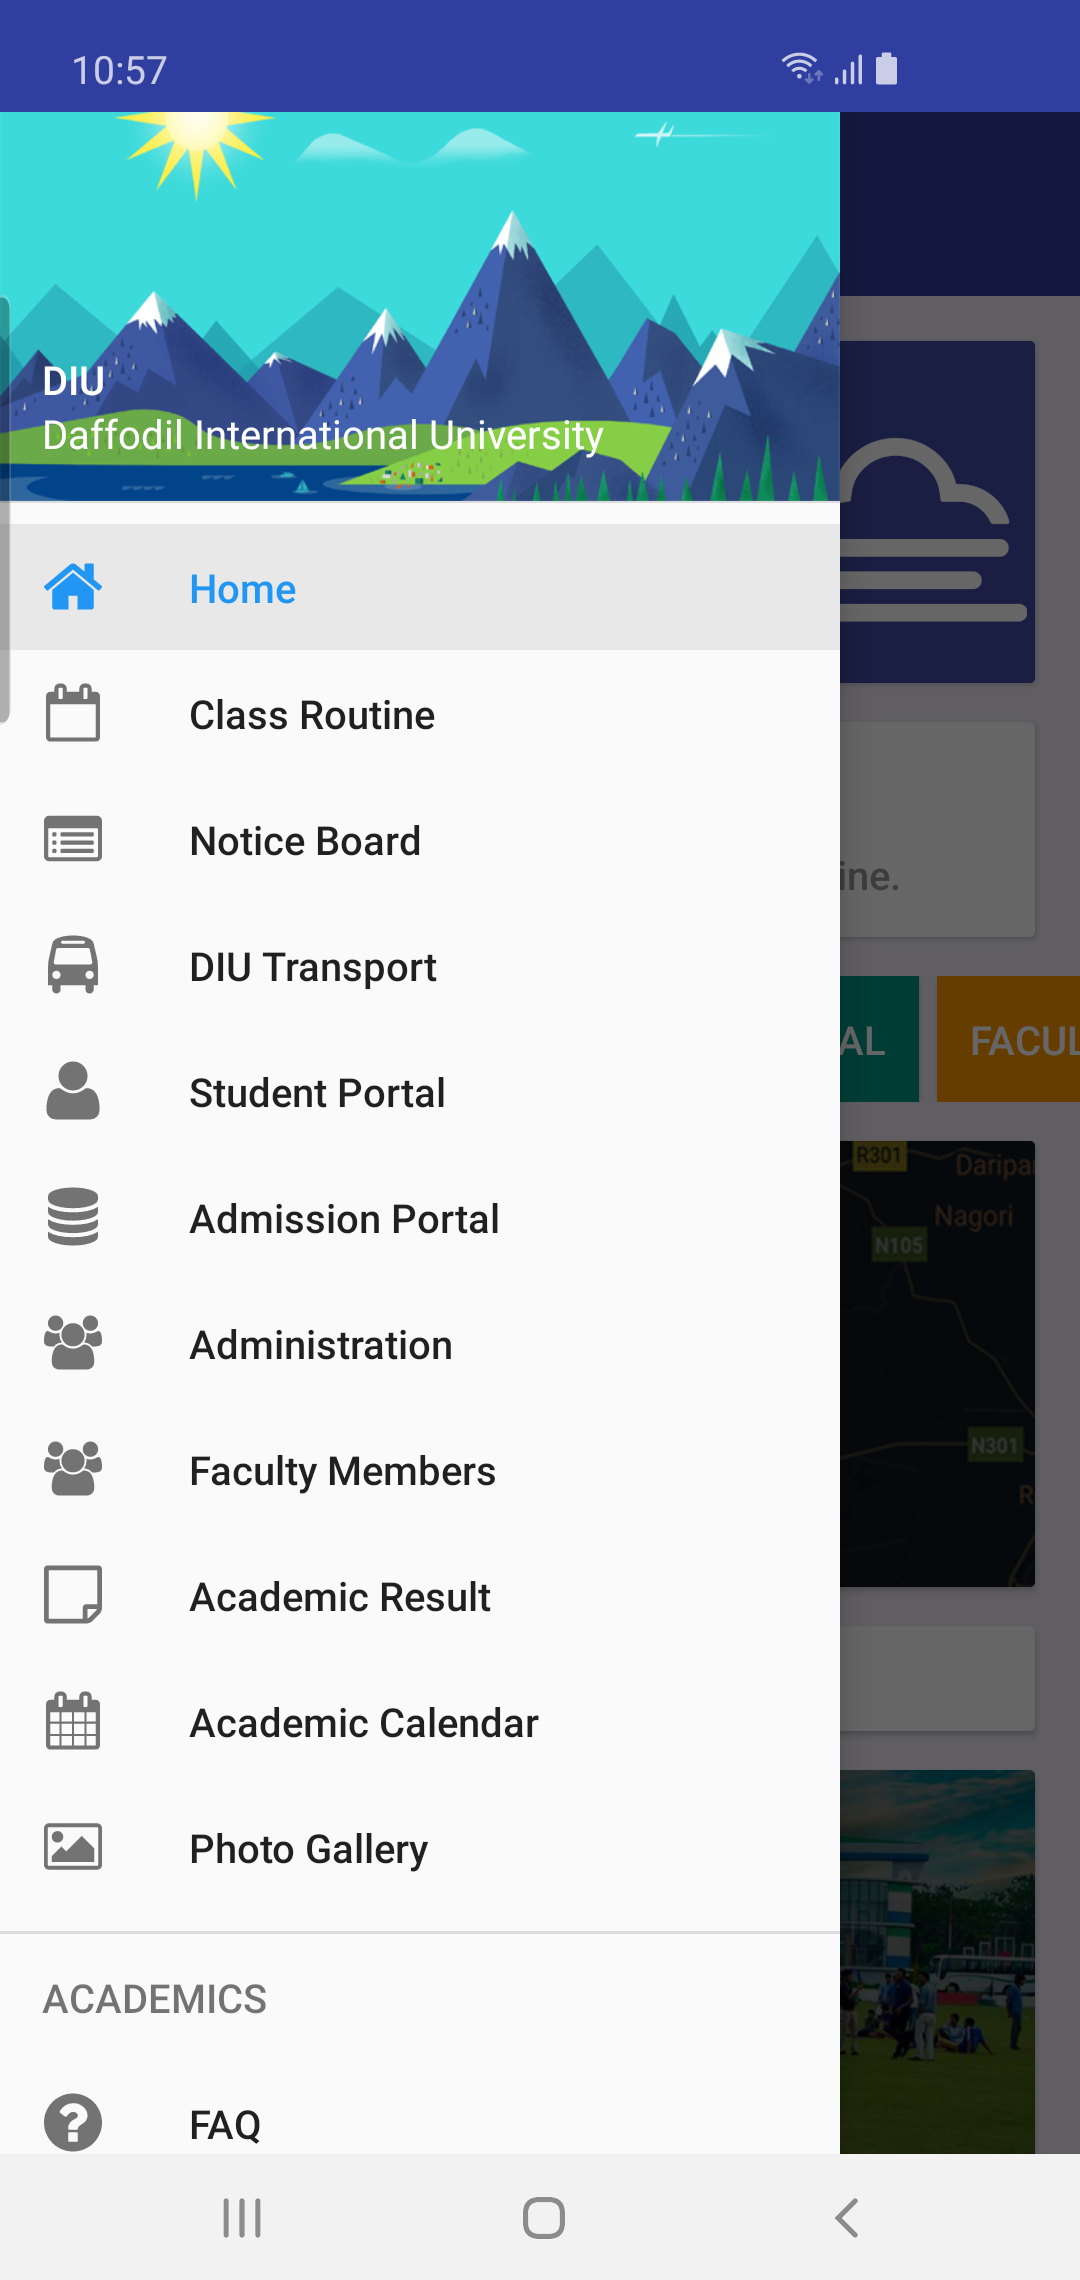 10:57
DIU
Daffodil International University
Home
Class Routine
Notice Board
DIU Transport
Student Portal
Admission Portal
Administration
Faculty Members
Academic Result
Academic Calendar
Photo Gallery
ACADEMICS
FAQ
ine.
AL
FACUL
R301
Daripa
Nagori
N105
N301
R